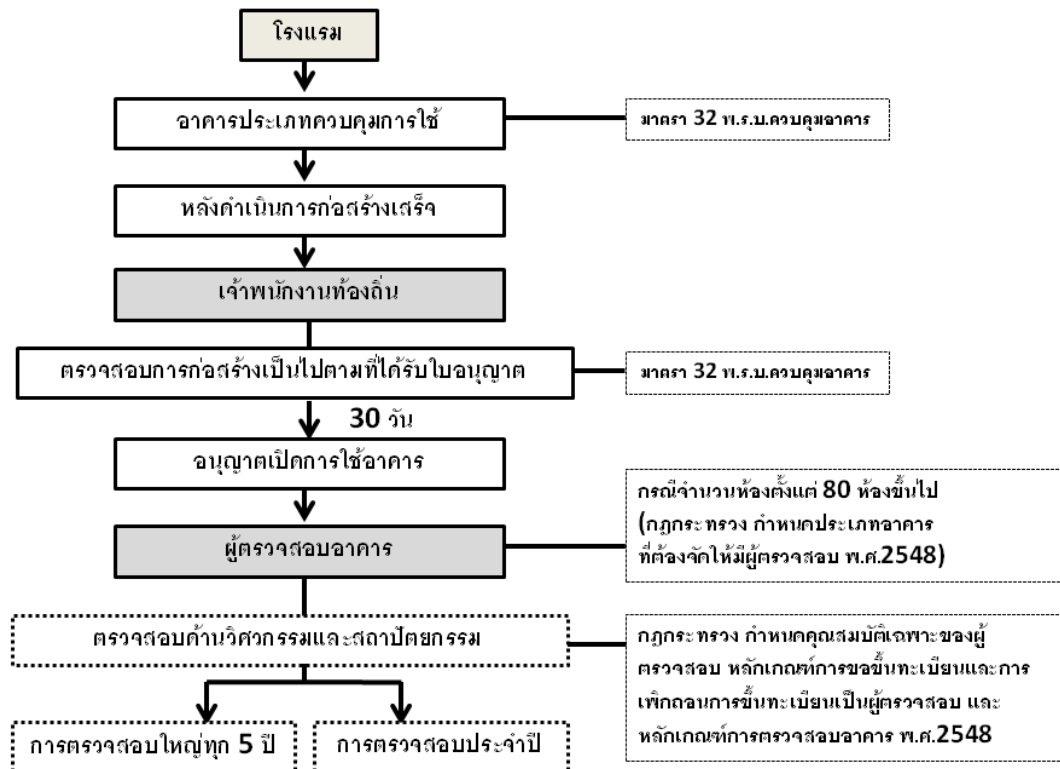 โรงแรม
อาคารประเภทควบคุมการใช้
มาตรา 32 พ.ร.บ.ควบคุมอาคาร
หลังดำเนินการก่อสร้างเสร็จ
เจ้าพนักงานท้องถิ่น
ตรวจสอบการก่อสร้างเป็นไปตามที่ได้รับใบอนุญาต
มาตรา 32 พ.ร.บ.ควบคุมอาคาร
30 วัน
อนุญาตเปิดการใช้อาคาร
ผู้ตรวจสอบอาคาร
กรณีจำนวนห้องตั้งแต่ 80 ห้องขึ้นไป
(กฎกระทรวง กำหนดประเภทอาคาร
ที่ต้องจัดให้มีผู้ตรวจสอบ พ.ศ.2548)
ตรวจสอบด้านวิศวกรรมและสถาปัตยกรรม
กฎกระทรวง กำหนดคุณสมบัติเฉพาะของผู้
ตรวจสอบ หลักเกณฑ์การขอขึ้นทะเบียนและการ
เพิกถอนการขึ้นทะเบียนเป็นผู้ตรวจสอบ และ
หลักเกณฑ์การตรวจสอบอาคาร พ.ศ.2548
การตรวจสอบใหญ่ทุก 5 ปี
การตรวจสอบประจำปี